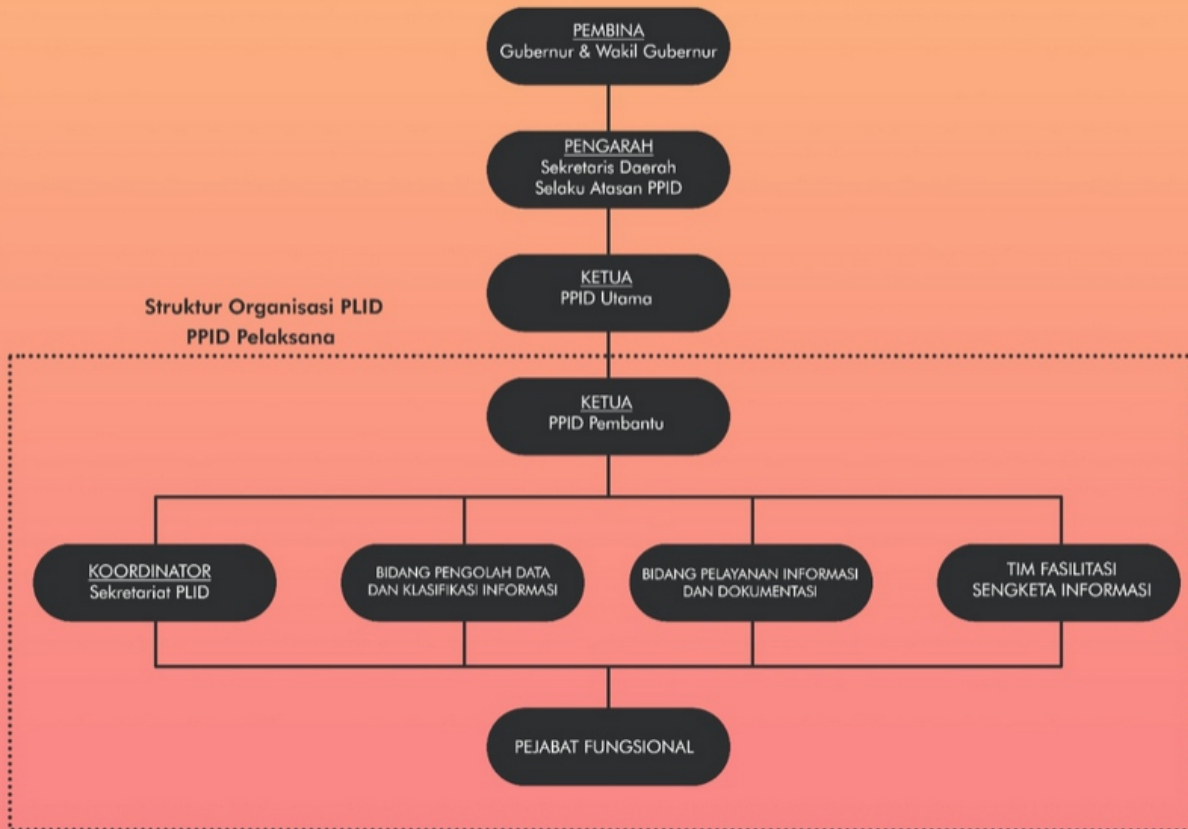 PEMBINA
Gubernur & Wakil Gubernur
PENGARAH
Sekretaris Daerah
Selaku Atasan PPID
KETUA
PPID Utama
Struktur Organisasi PLID
PPID Pelaksana
KETUA
PPID Pembantu
KOORDINATOR
Sekretariat PLID
BIDANG PENGOLAH DATA
DAN KLASIFIKASI INFORMASI
BIDANG PELAYANAN INFORMASI
DAN DOKUMENTASI
TIM FASILITASI
SENGKETA INFORMASI
PEJABAT FUNGSIONAL